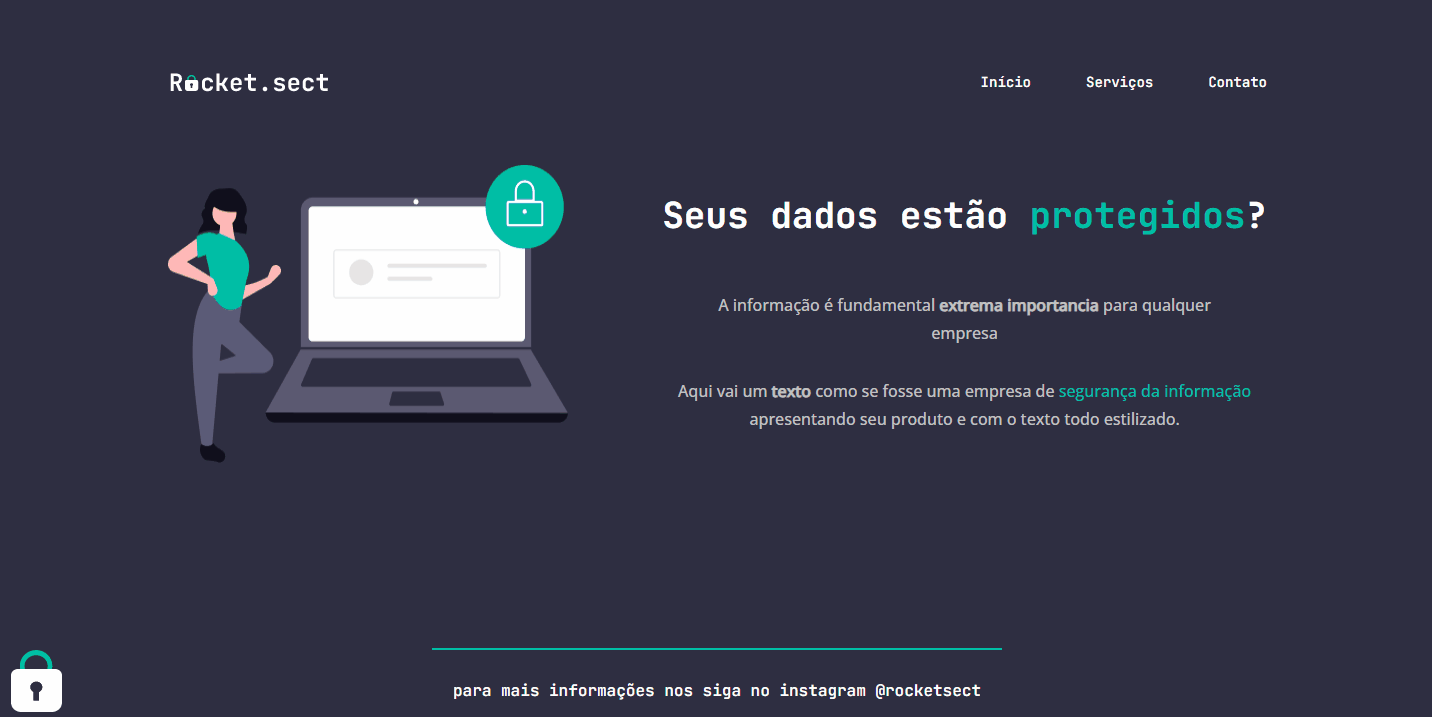 Rocket.sect
Início Serviços Contato
Seus dados estão protegidos?
A informação é fundamental extrema importancia para qualquer
empresa
Aqui vai um texto como se fosse uma empresa de segurança da informação
apresentando seu produto e com o texto todo estilizado.
para mais informações nos siga no instagram @rocketsect